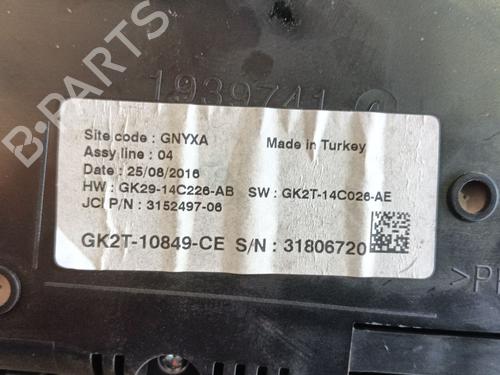 B-PARTS
1939741
Site code : GNYXA
Made in Turkey
Assy line : 04
Date : 25/08/2016
HW : GK29-14C226-AB SW : GK2T-14C026-AE
JCI P/N : 3152497-06
GK2T-10849-CE S/N : 31806720